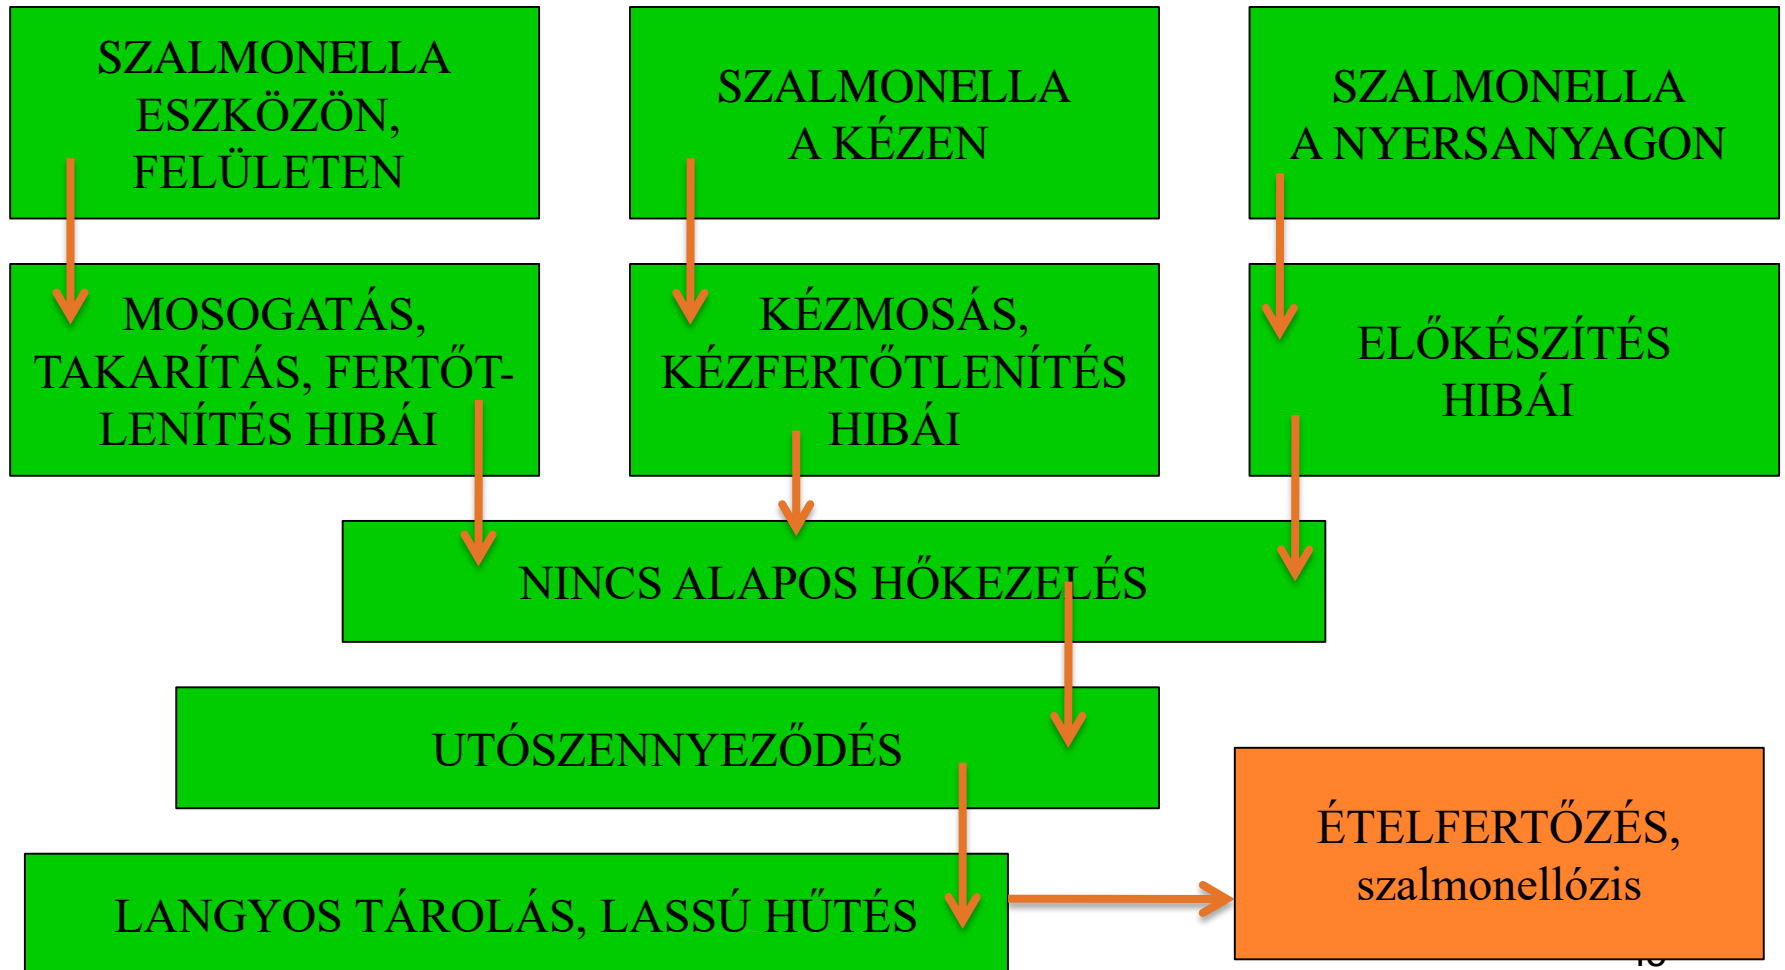 SZALMONELLA
ESZKÖZÖN,
FELÜLETEN
SZALMONELLA
A KÉZEN
SZALMONELLA
A NYERSANYAGON
MOSOGATÁS,
TAKARÍTÁS, FERTŐT-
LENÍTÉS HIBÁI
KÉZMOSÁS,
KÉZFERTŐTLENÍTÉS
HIBÁI
ELŐKÉSZÍTÉS
HIBÁI
NINCS ALAPOS HŐKEZELÉS
UTÓSZENNYEZŐDÉS
LANGYOS TÁROLÁS, LASSÚ HŰTÉS
ÉTELFERTŐZÉS,
szalmonellózis